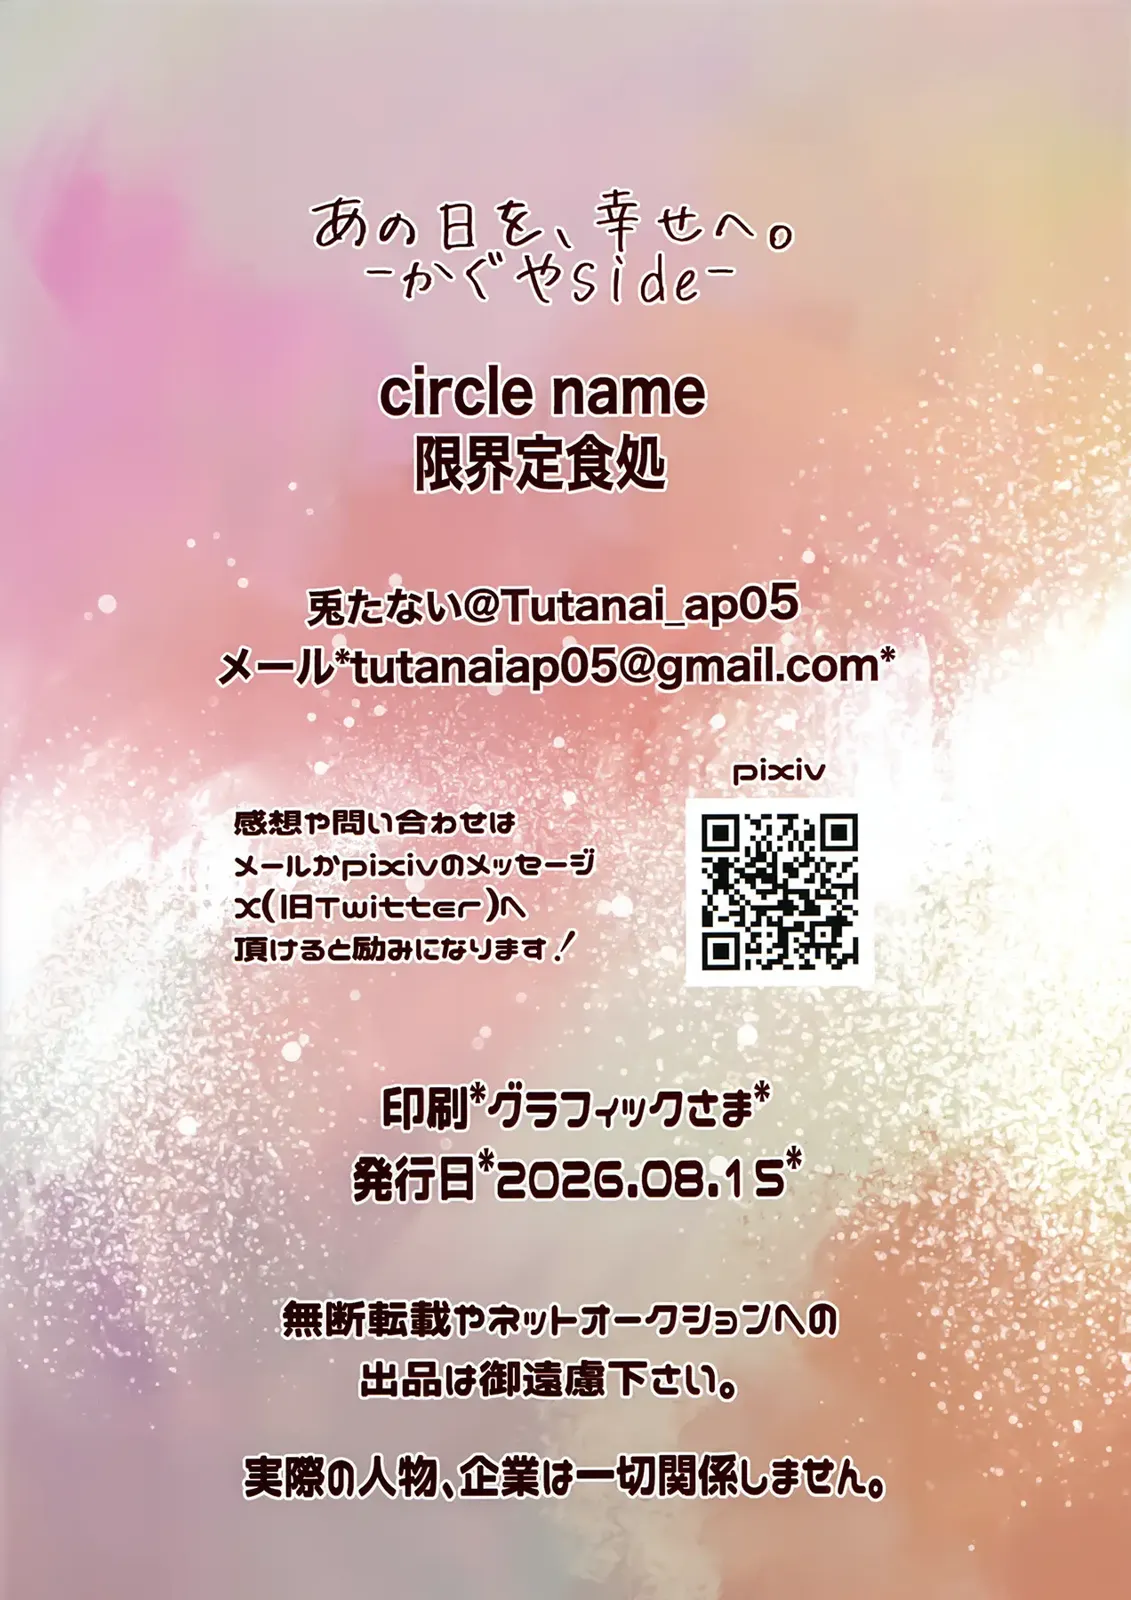 あの日を、幸せへ。
-かぐやside-
circle name
限界定食処
兎たない@Tutanai_ap05
メール*tutanaiap05@gmail.com*
pixiv
感想や問い合わせは
メールかpixivのメッセージ
X(旧Twitter)へ
頂けると励みになります！
印刷*グラフィックさま*
発行日*2026.08.15*
無断転載やネットオークションへの
出品は御遠慮下さい。
実際の人物、企業は一切関係しません。